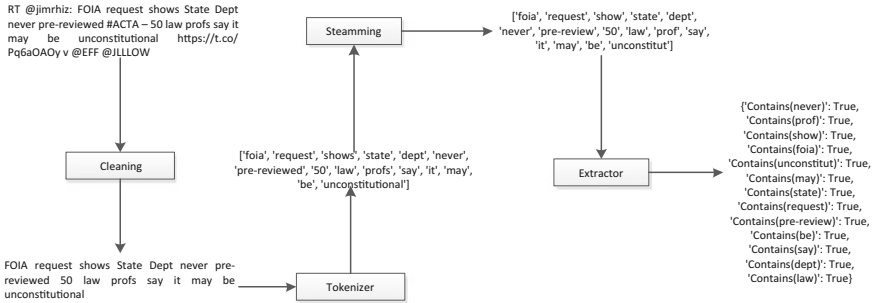 RT @jimrhiz: FOIA request shows State Dept
never pre-reviewed #ACTA – 50 law profs say it
may be unconstitutional https://t.co/
Pq6aOAOy v @EFF @JLLLOW
Cleaning
FOIA request shows State Dept never pre-
reviewed 50 law profs say it may be
unconstitutional
Tokenizer
['foia', 'request', 'shows', 'state', 'dept', 'never',
'pre-reviewed', '50', 'law', 'profs', 'say', 'it', 'may',
'be', 'unconstitutional']
Steamming
['foia', 'request', 'show', 'state', 'dept',
'never', 'pre-review', '50', 'law', 'prof', 'say',
'it', 'may', 'be', 'unconstitut']
Extractor
{'Contains(never)': True,
'Contains(prof)': True,
'Contains(show)': True,
'Contains(foia)': True,
'Contains(unconstitut)': True,
'Contains(may)': True,
'Contains(state)': True,
'Contains(request)': True,
'Contains(pre-review)': True,
'Contains(be)': True,
'Contains(say)': True,
'Contains(dept)': True,
'Contains(law)': True}